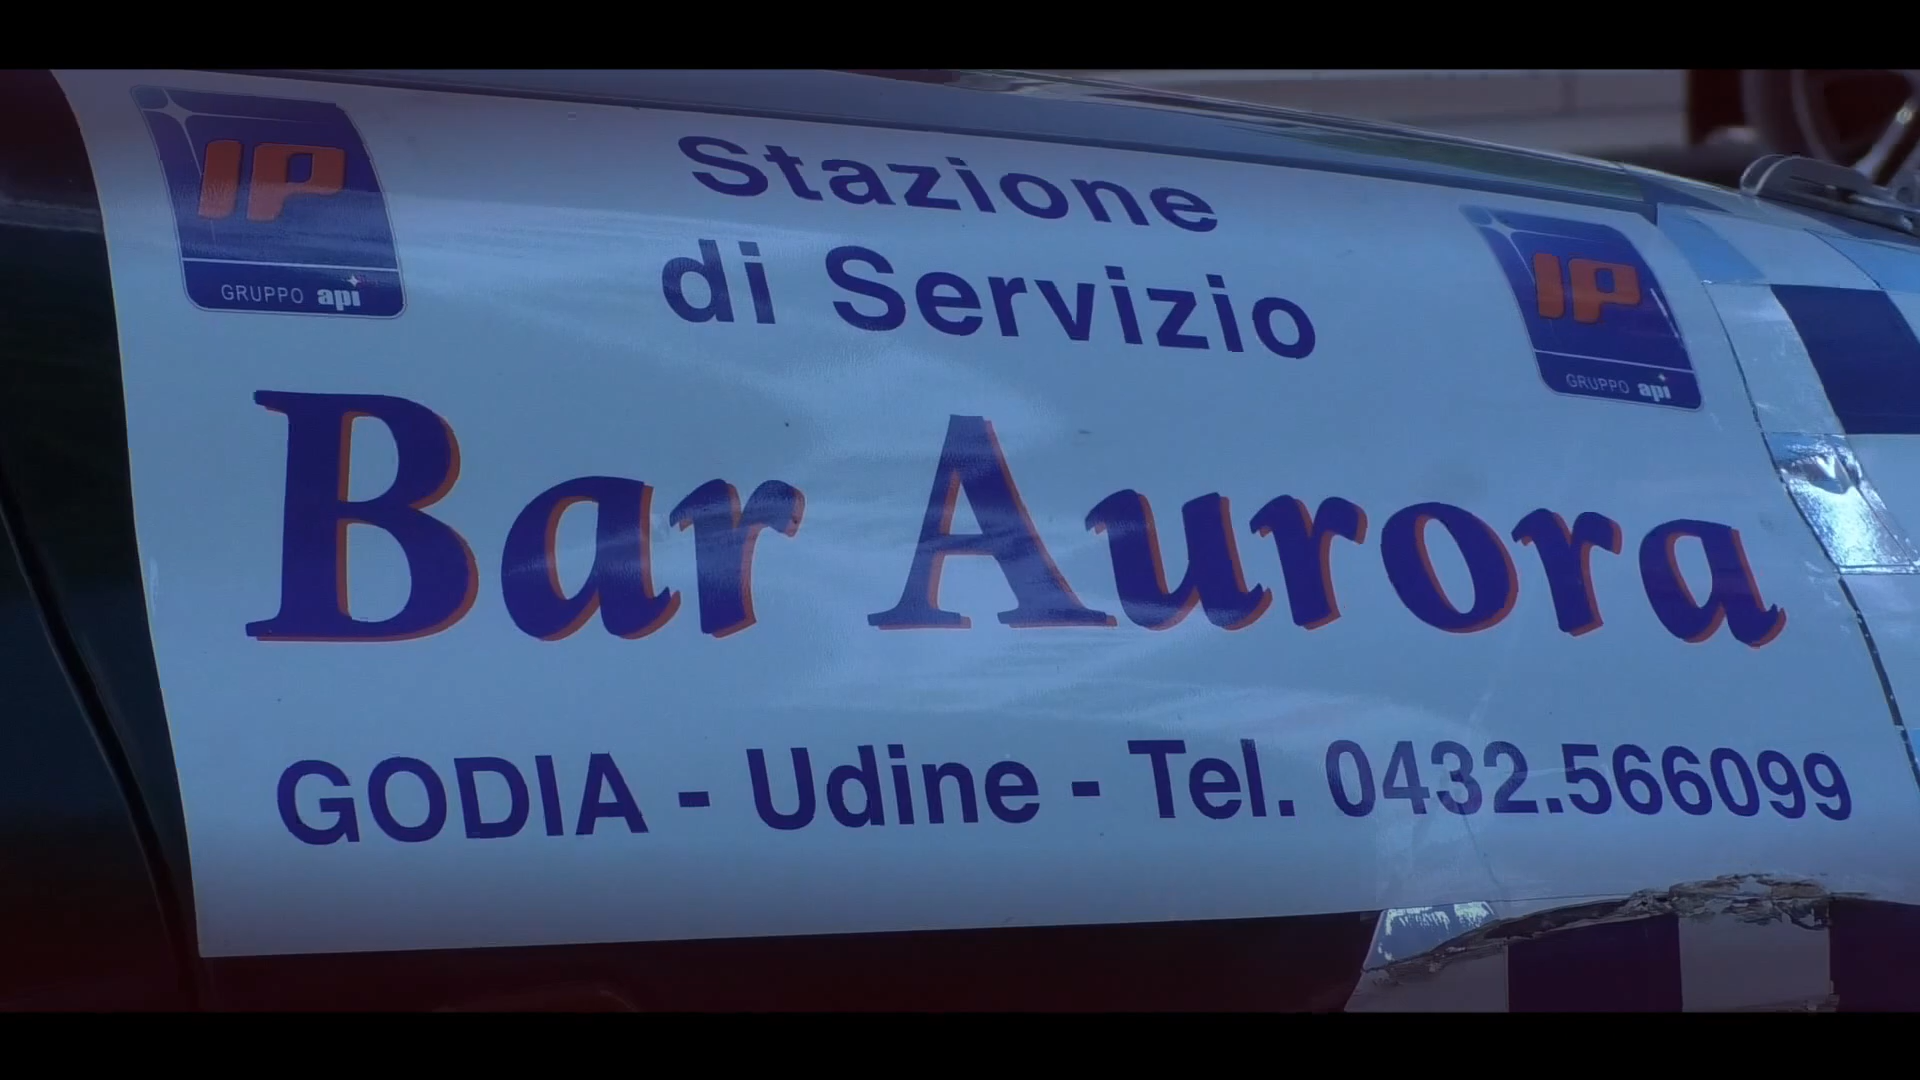 IP
GRUPPO api
Stazione
di Servizio
IP
GRUPPO api
Bar Aurora
GODIA - Udine - Tel. 0432.566099